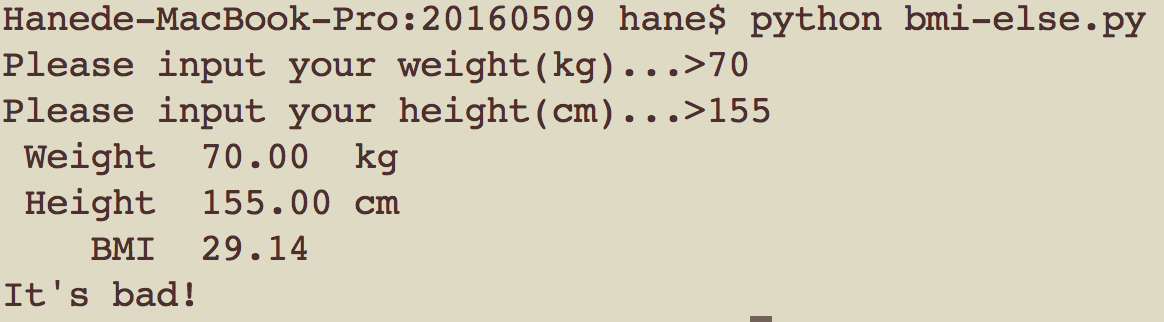 Hanede-MacBook-Pro:20160509 hane$ python bmi-else.py
Please input your weight(kg)...>70
Please input your height(cm)...>155
 Weight  70.00  kg
 Height  155.00 cm
    BMI  29.14
It's bad!